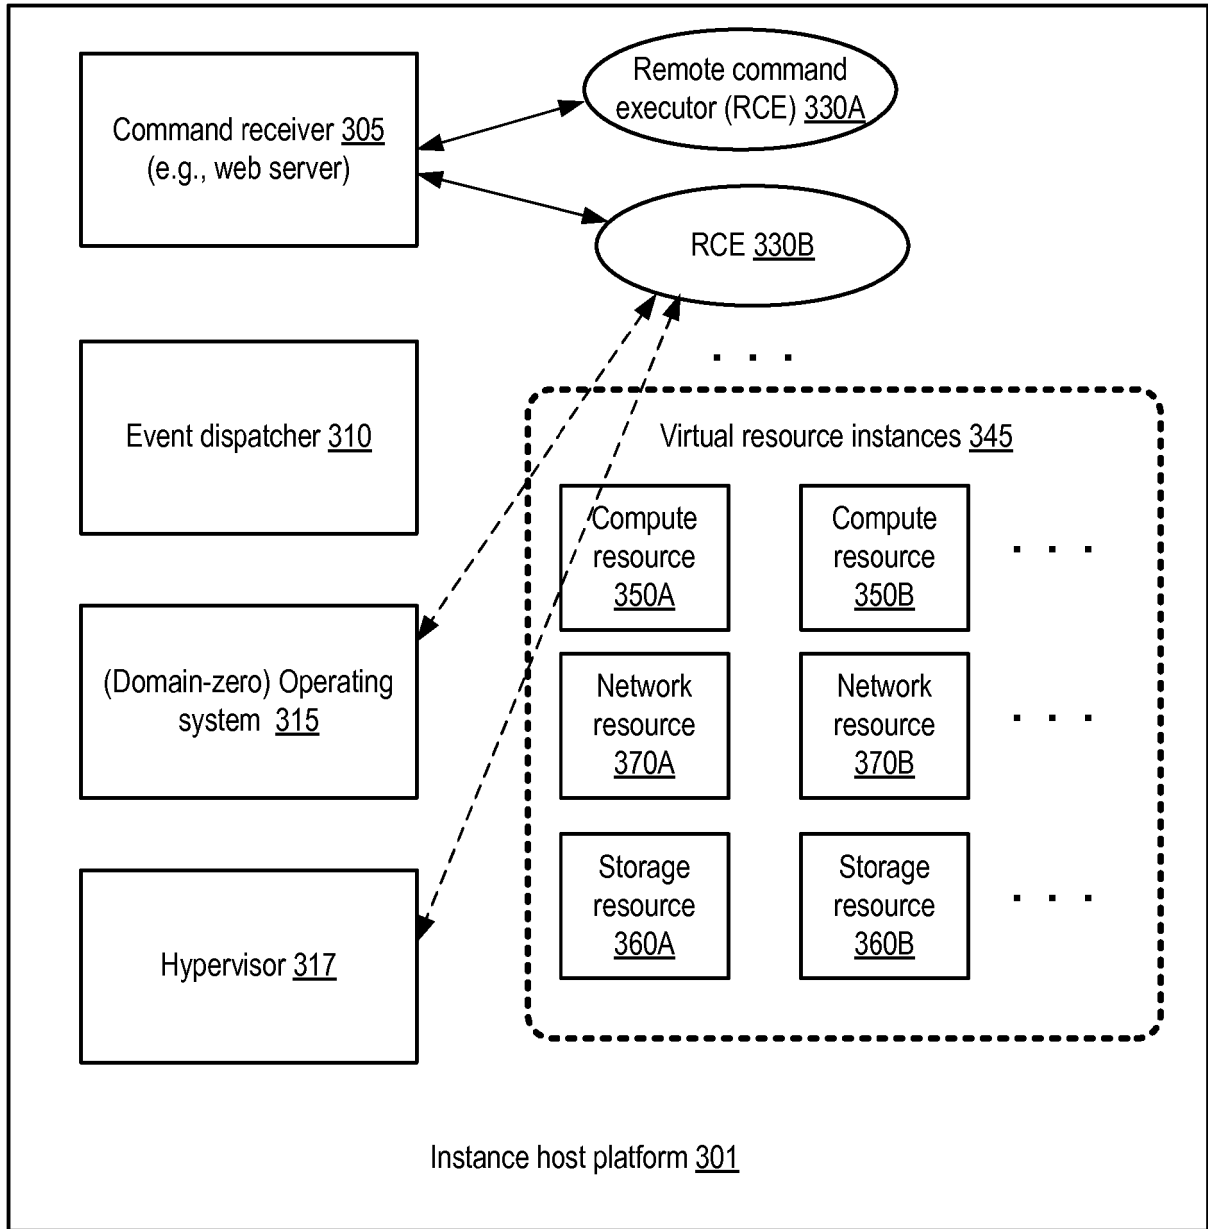 Command receiver 305
(e.g., web server)
Remote command
executor (RCE) 330A
RCE 330B
. . .
Event dispatcher 310
(Domain-zero) Operating
system 315
Hypervisor 317
Virtual resource instances 345
Compute
resource
350A
Compute
resource
350B
. . .
Network
resource
370A
Network
resource
370B
. . .
Storage
resource
360A
Storage
resource
360B
. . .
Instance host platform 301